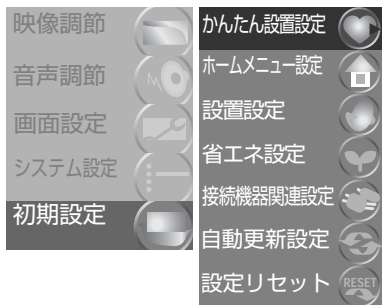 映像調節
音声調節
画面設定
システム設定
初期設定
かんたん設置設定
ホームメニュー設定
設置設定
省エネ設定
接続機器関連設定
自動更新設定
設定リセット
RESET